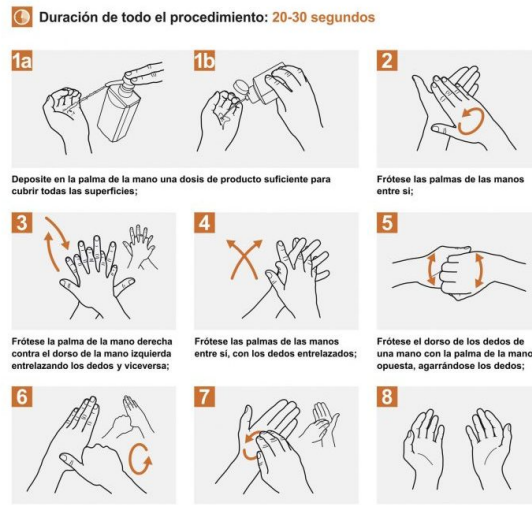 Duración de todo el procedimiento: 20-30 segundos
1a
1b
2
Deposite en la palma de la mano una dosis de producto suficiente para
cubrir todas las superficies;
Frótese las palmas de las manos
entre si;
3
4
5
Frótese la palma de la mano derecha
contra el dorso de la mano izquierda
entrelazando los dedos y viceversa;
Frótese las palmas de las manos
entre si, con los dedos entrelazados;
Frótese el dorso de los dedos de
una mano con la palma de la mano
opuesta, agarrándose los dedos;
6
7
8